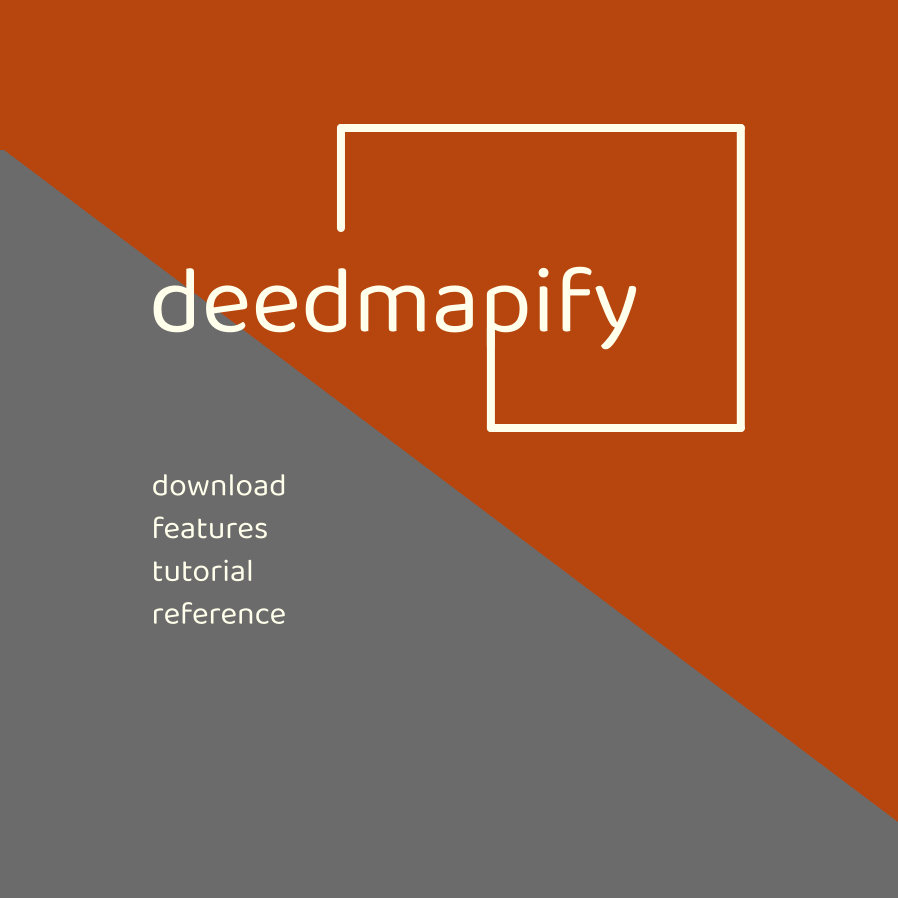 deedmapify
download
features
tutorial
reference